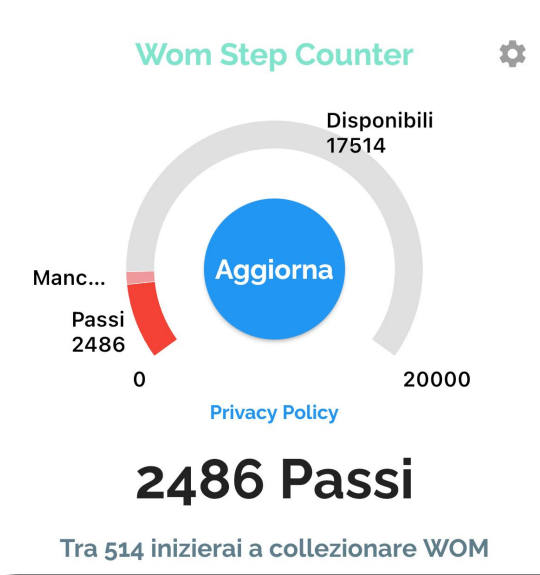 Wom Step Counter
Disponibili
17514
Manc...
Passi
2486
0
20000
Aggiorna
Privacy Policy
2486 Passi
Tra 514 inizierai a collezionare WOM